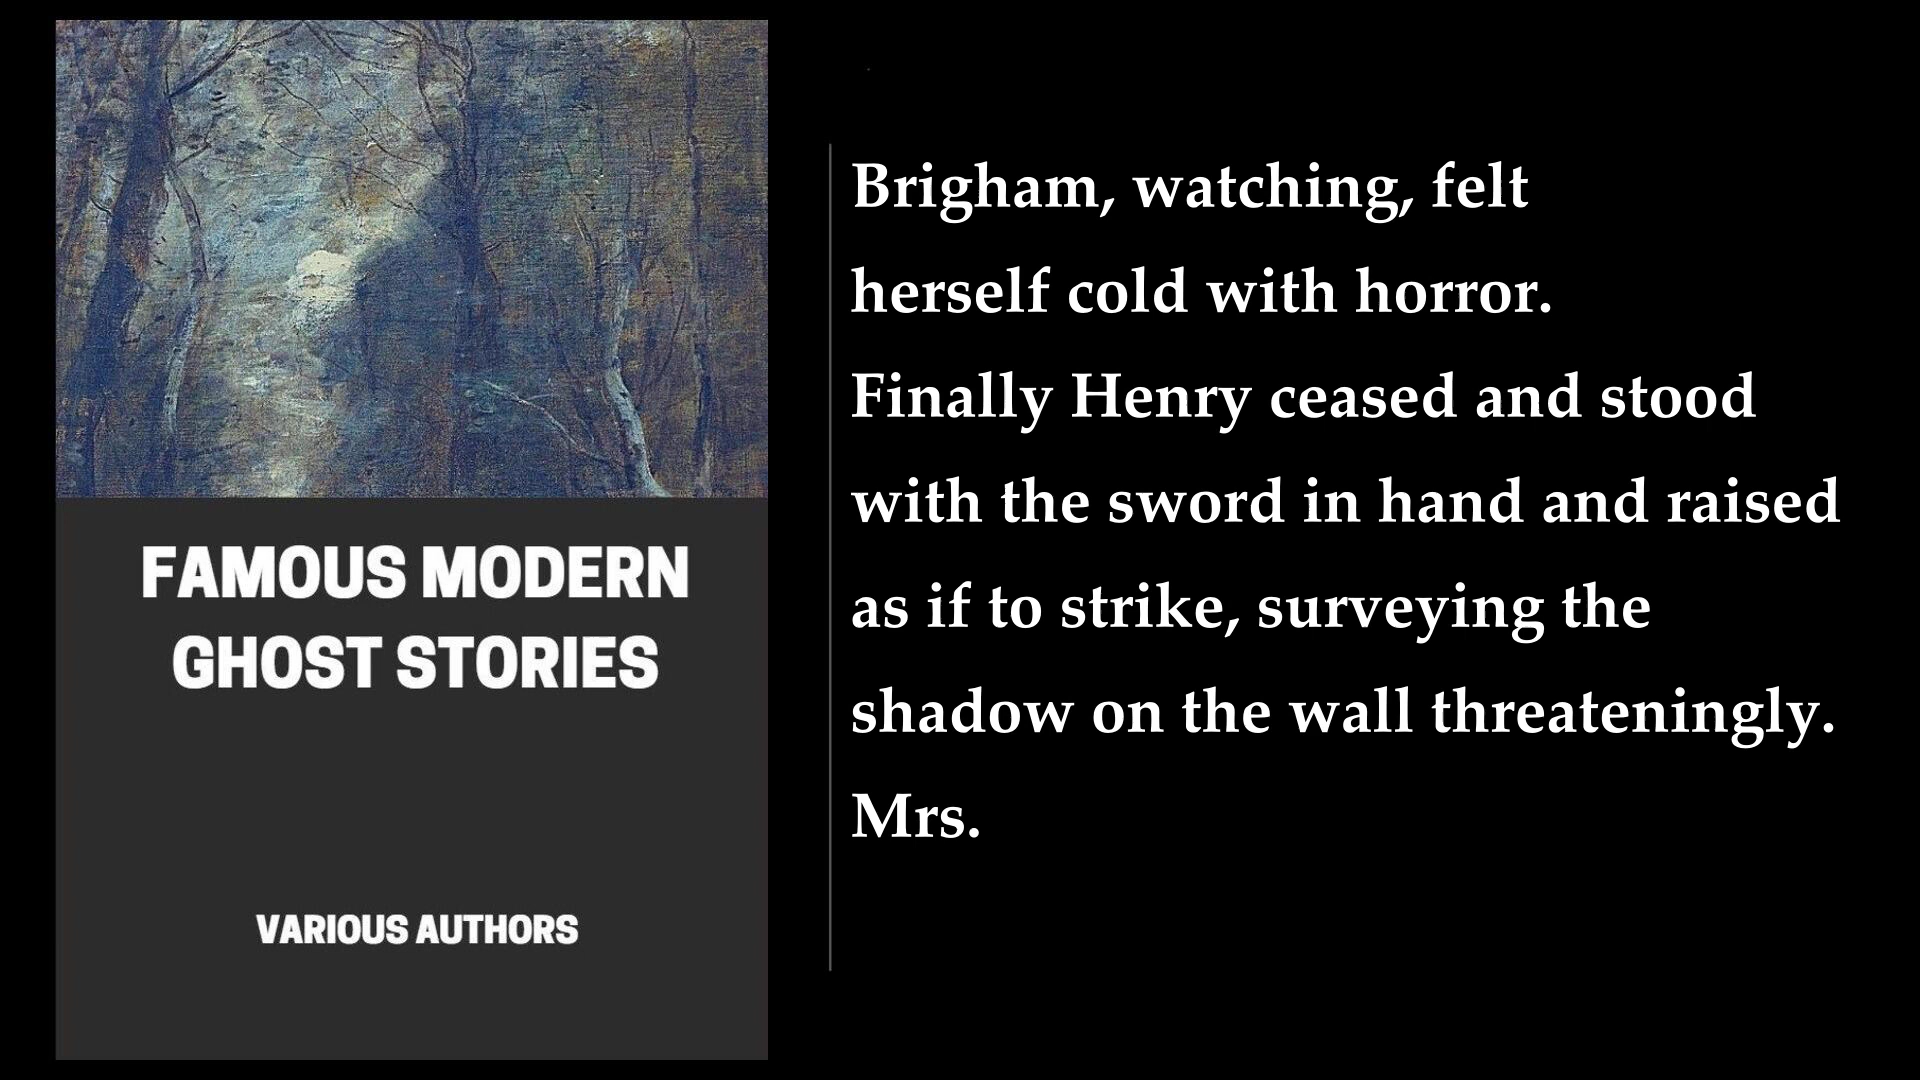 FAMOUS MODERN
GHOST STORIES
VARIOUS AUTHORS
Brigham, watching, felt
herself cold with horror.
Finally Henry ceased and stood
with the sword in hand and raised
as if to strike, surveying the
shadow on the wall threateningly.
Mrs.